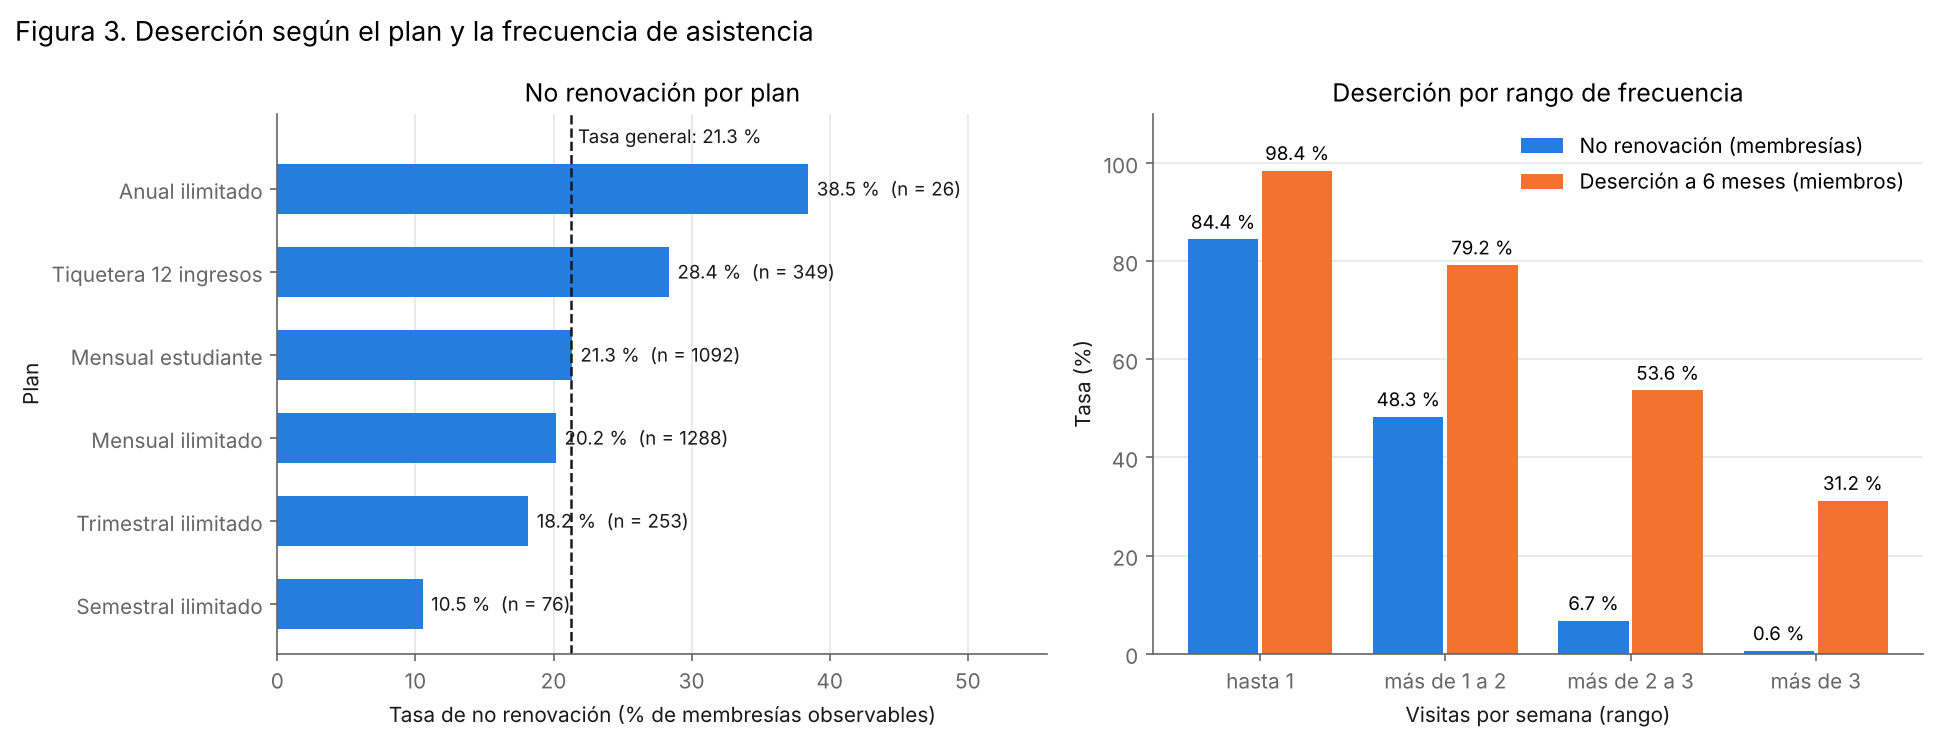 Figura 3. Deserción según el plan y la frecuencia de asistencia
No renovación por plan
Tasa general: 21.3 %
Plan
Anual ilimitado
38.5 % (n = 26)
Tiquetera 12 ingresos
28.4 % (n = 349)
Mensual estudiante
21.3 % (n = 1092)
Mensual ilimitado
20.2 % (n = 1288)
Trimestral ilimitado
18.2 % (n = 253)
Semestral ilimitado
10.5 % (n = 76)
0 10 20 30 40 50
Tasa de no renovación (% de membresías observables)
Deserción por rango de frecuencia
No renovación (membresías)
Deserción a 6 meses (miembros)
Tasa (%)
100
80
60
40
20
0
84.4 %
98.4 %
48.3 %
79.2 %
6.7 %
53.6 %
0.6 %
31.2 %
hasta 1 más de 1 a 2 más de 2 a 3 más de 3
Visitas por semana (rango)